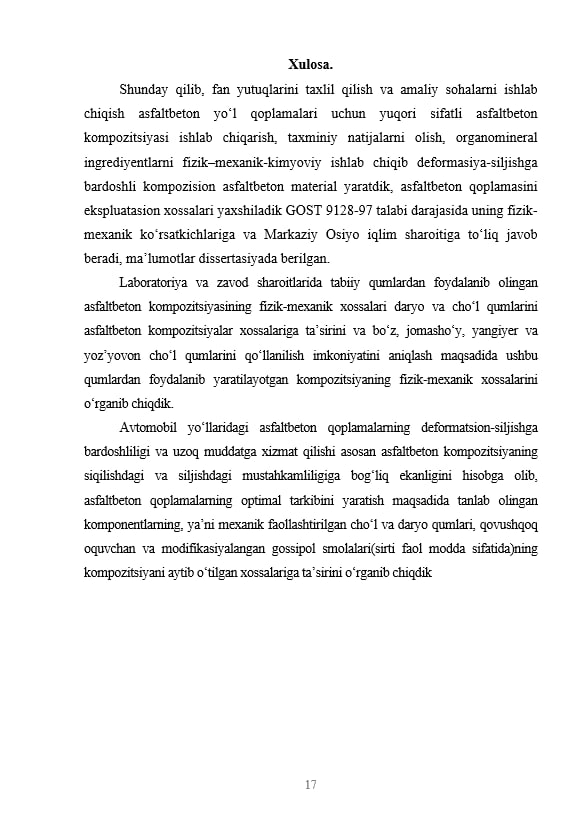 Xulosa.
Shunday qilib, fan yutuqlarini taxlil qilish va amaliy sohalarni ishlab
chiqish asfaltbeton yo‘l qoplamalari uchun yuqori sifatli asfaltbeton
kompozitsiyasi ishlab chiqarish, taxminiy natijalarni olish, organomineral
ingrediyentlarni fizik–mexanik-kimyoviy ishlab chiqib deformasiya-siljishga
bardoshli kompozision asfaltbeton material yaratdik, asfaltbeton qoplamasini
ekspluatasion xossalari yaxshiladik GOST 9128-97 talabi darajasida uning fizik-
mexanik ko‘rsatkichlariga va Markaziy Osiyo iqlim sharoitiga to‘liq javob
beradi, ma’lumotlar dissertasiyada berilgan.
Laboratoriya va zavod sharoitlarida tabiiy qumlardan foydalanib olingan
asfaltbeton kompozitsiyasining fizik-mexanik xossalari daryo va cho‘l qumlarini
asfaltbeton kompozitsiyalar xossalariga ta’sirini va bo‘z, jomasho‘y, yangiyer va
yoz’yovon cho‘l qumlarini qo‘llanilish imkoniyatini aniqlash maqsadida ushbu
qumlardan foydalanib yaratilayotgan kompozitsiyaning fizik-mexanik xossalarini
o‘rganib chiqdik.
Avtomobil yo‘llaridagi asfaltbeton qoplamalarning deformatsion-siljishga
bardoshliligi va uzoq muddatga xizmat qilishi asosan asfaltbeton kompozitsiyaning
siqilishdagi va siljishdagi mustahkamliligiga bog‘liq ekanligini hisobga olib,
asfaltbeton qoplamalarning optimal tarkibini yaratish maqsadida tanlab olingan
komponentlarning, ya’ni mexanik faollashtirilgan cho‘l va daryo qumlari, qovushqoq
oquvchan va modifikasiyalangan gossipol smolalari(sirti faol modda sifatida)ning
kompozitsiyani aytib o‘tilgan xossalariga ta’sirini o‘rganib chiqdik
17